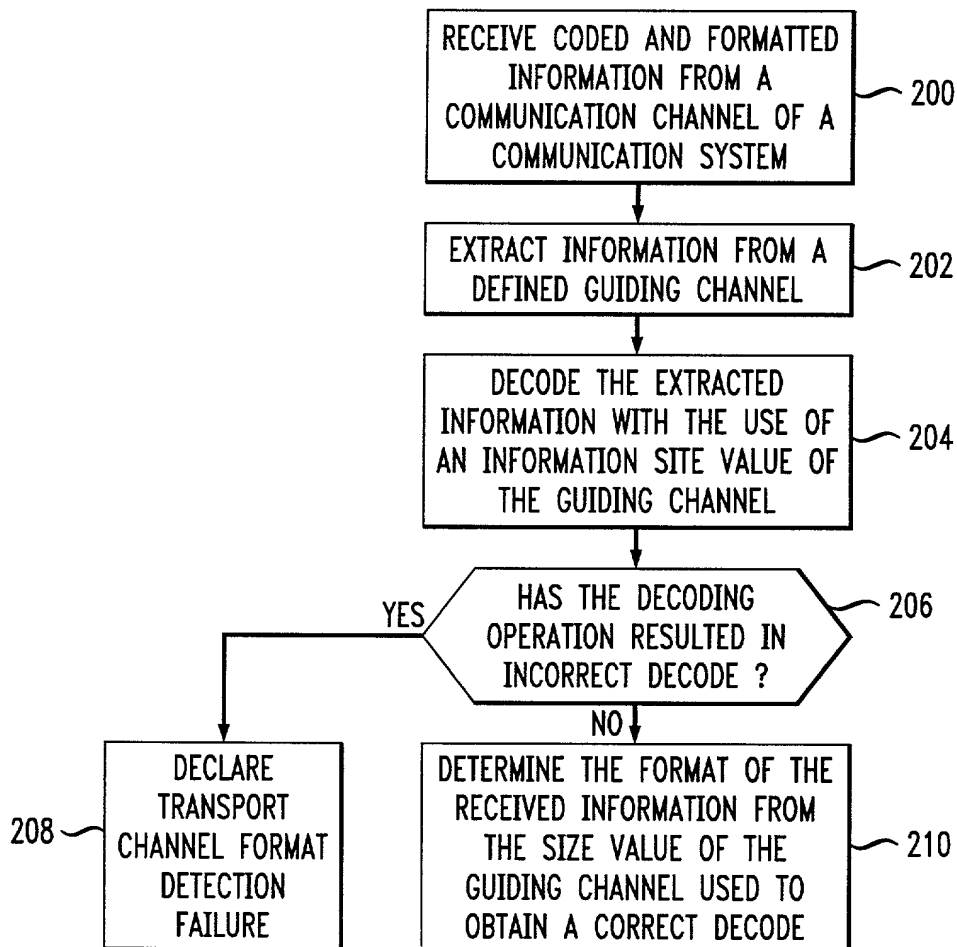 RECEIVE CODED AND FORMATTED
INFORMATION FROM A
COMMUNICATION CHANNEL OF A
COMMUNICATION SYSTEM
200
EXTRACT INFORMATION FROM A
DEFINED GUIDING CHANNEL
202
DECODE THE EXTRACTED
INFORMATION WITH THE USE OF
AN INFORMATION SITE VALUE OF
THE GUIDING CHANNEL
204
HAS THE DECODING
OPERATION RESULTED IN
INCORRECT DECODE ?
206
YES
NO
DECLARE
TRANSPORT
CHANNEL FORMAT
DETECTION
FAILURE
208
DETERMINE THE FORMAT OF THE
RECEIVED INFORMATION FROM
THE SIZE VALUE OF THE
GUIDING CHANNEL USED TO
OBTAIN A CORRECT DECODE
210